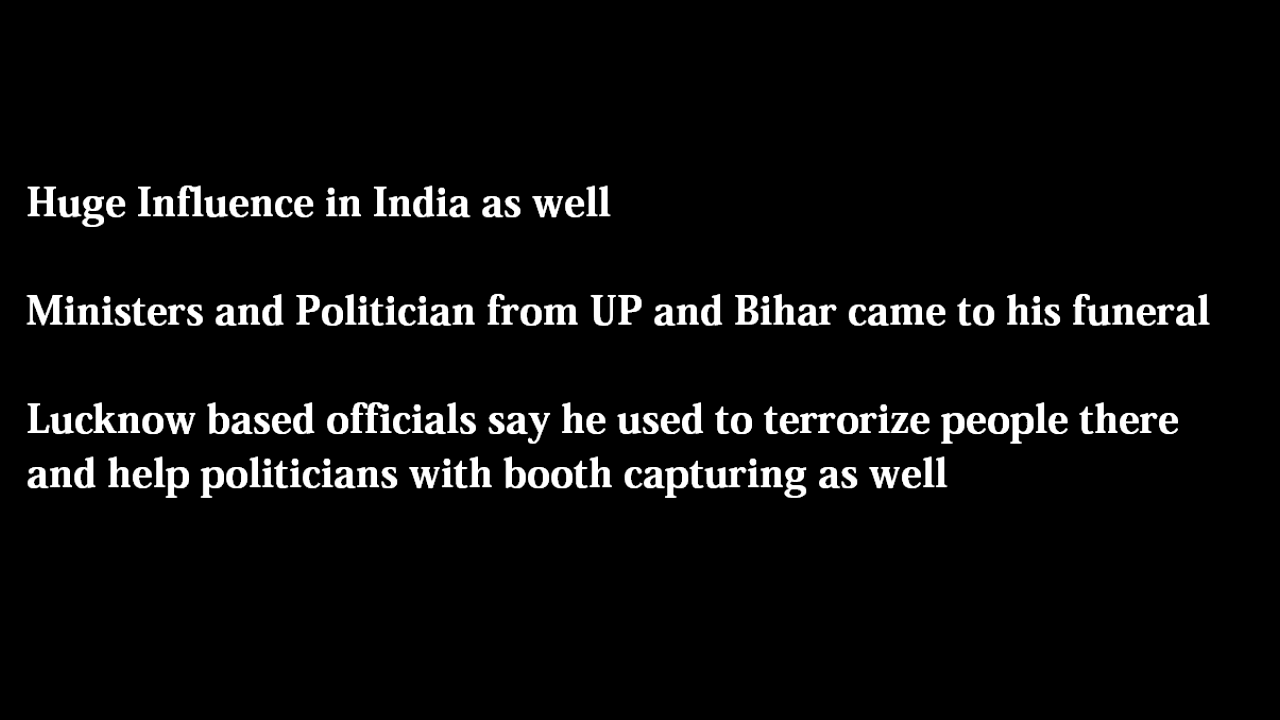 Huge Influence in India as well
Ministers and Politician from UP and Bihar came to his funeral
Lucknow based officials say he used to terrorize people there
and help politicians with booth capturing as well